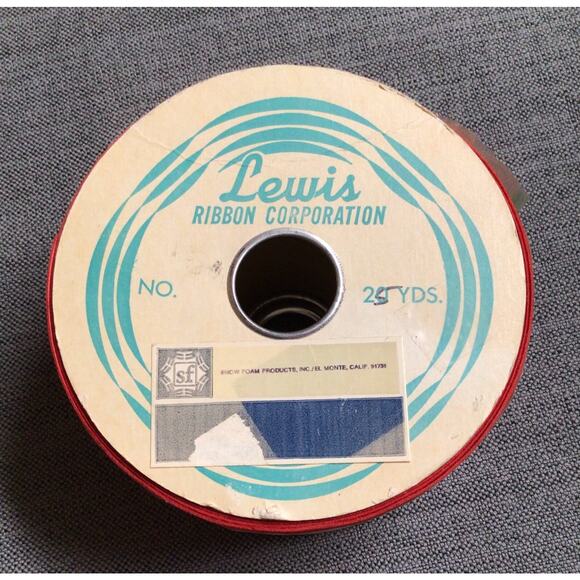 Lewis
RIBBON CORPORATION
NO.
25 YDS.
sf
SNOW FOAM PRODUCTS, INC./EL MONTE, CALIF. 91731